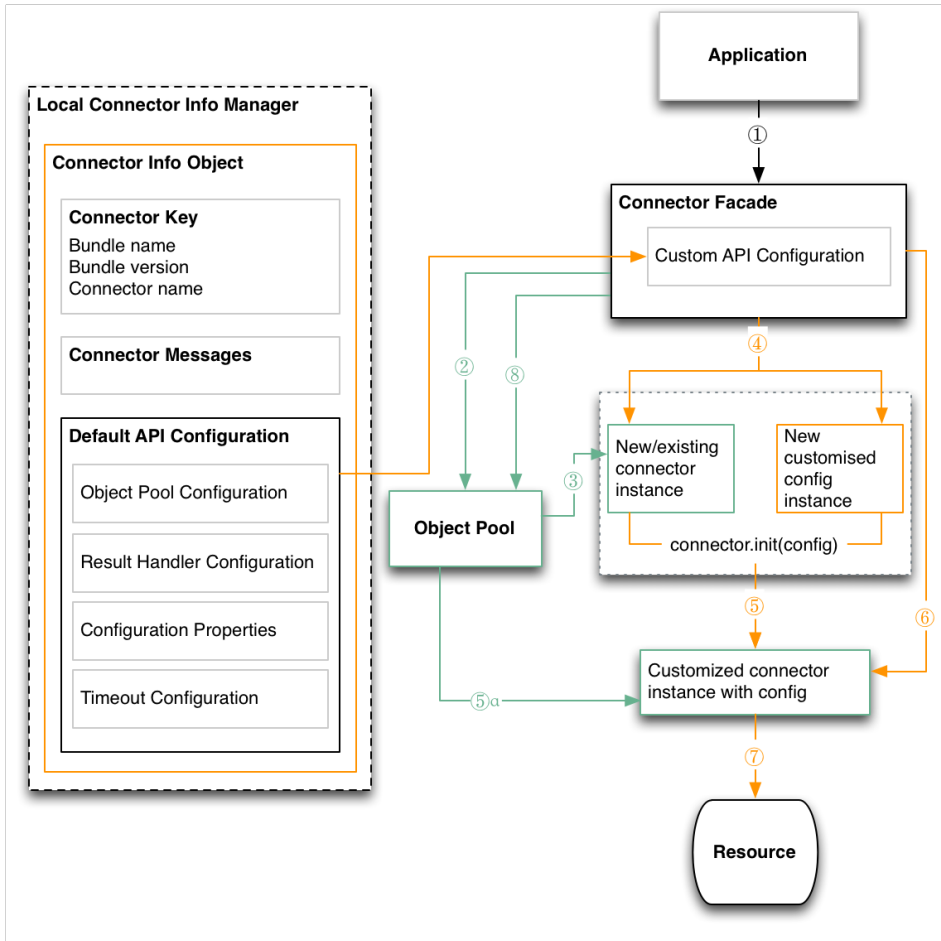 Application
①
Local Connector Info Manager
Connector Info Object
Connector Key
Bundle name
Bundle version
Connector name
Connector Messages
Default API Configuration
Object Pool Configuration
Result Handler Configuration
Configuration Properties
Timeout Configuration
Connector Facade
Custom API Configuration
②
⑧
④
③
Object Pool
New/existing
connector
instance
New
customised
config
instance
connector.init(config)
⑤
⑥
⑤a
Customized connector
instance with config
⑦
Resource